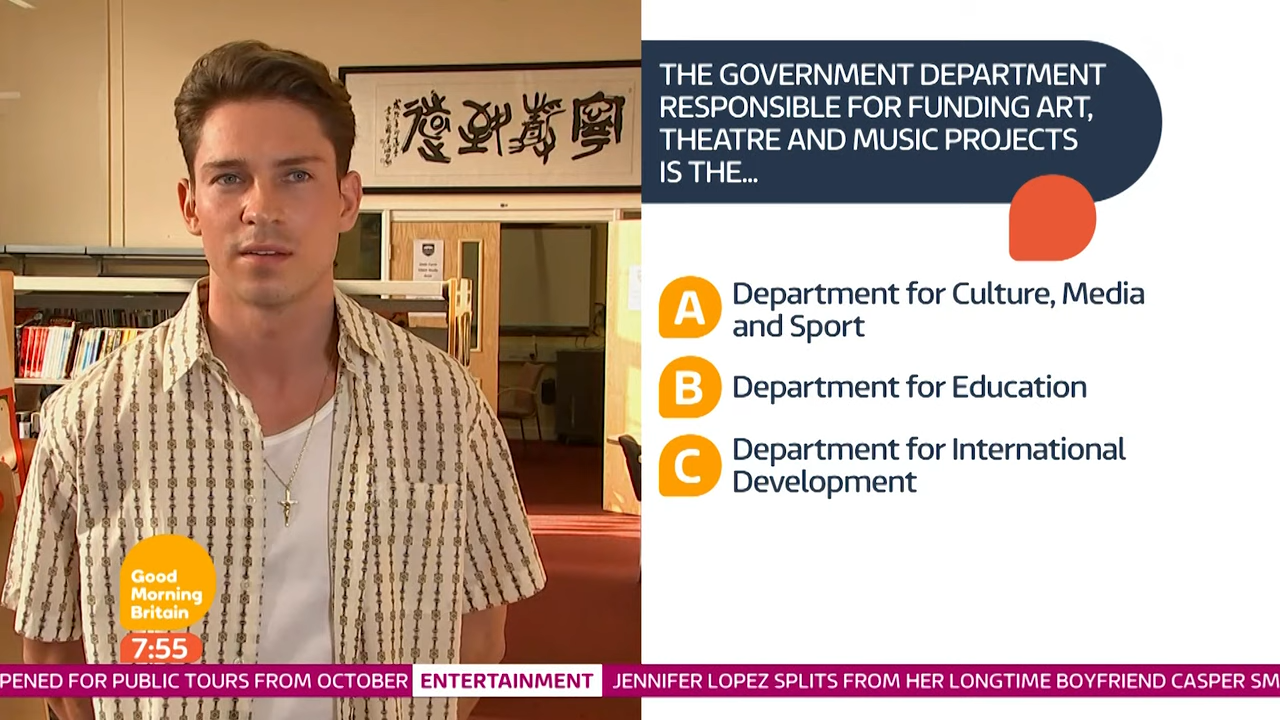 THE GOVERNMENT DEPARTMENT
RESPONSIBLE FOR FUNDING ART,
THEATRE AND MUSIC PROJECTS
IS THE...
A
Department for Culture, Media
and Sport
B
Department for Education
C
Department for International
Development
Good
Morning
Britain
7:55
PENED FOR PUBLIC TOURS FROM OCTOBER
ENTERTAINMENT
JENNIFER LOPEZ SPLITS FROM HER LONGTIME BOYFRIEND CASPER SM